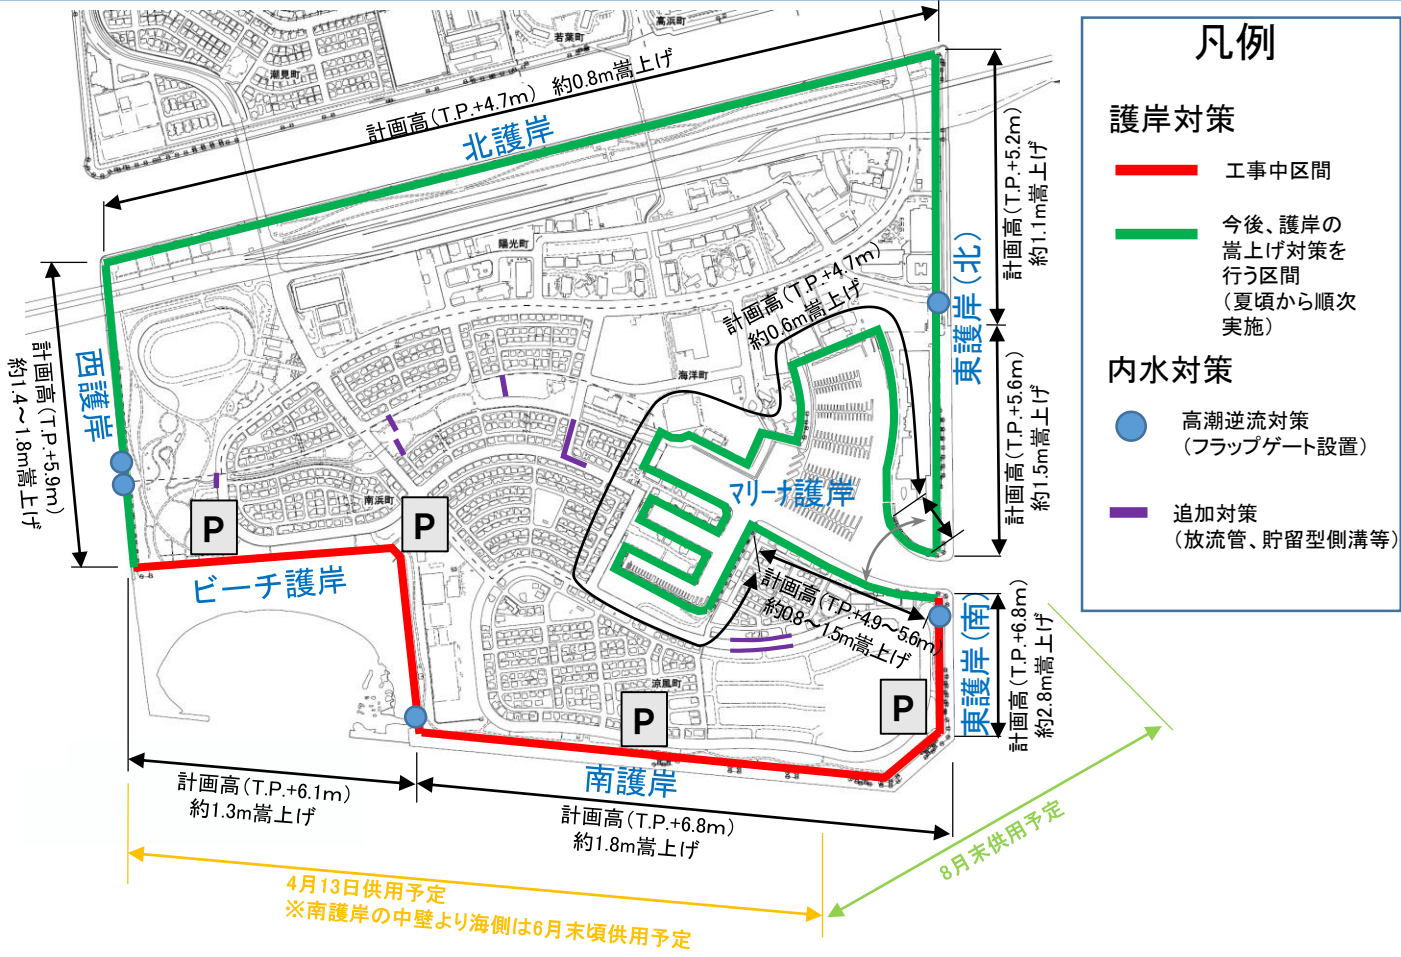 高浜町
若葉町
潮見町
計画高(T.P.+4.7m) 約0.8m嵩上げ
北護岸
陽光町
計画高(T.P.+5.2m)
約1.1m嵩上げ
東護岸(北)
計画高(T.P.+4.7m)
約0.6m嵩上げ
西護岸
計画高(T.P.+5.9m)
約1.4~1.8m嵩上げ
海洋町
計画高(T.P.+5.6m)
約1.5m嵩上げ
マリーナ護岸
南浜町
P
P
ビーチ護岸
計画高(T.P.+4.9~5.6m)
約0.8~1.5m嵩上げ
涼風町
P
P
東護岸(南)
計画高(T.P.+6.8m)
約2.8m嵩上げ
南護岸
計画高(T.P.+6.1m)
約1.3m嵩上げ
計画高(T.P.+6.8m)
約1.8m嵩上げ
4月13日供用予定
※南護岸の中壁より海側は6月末頃供用予定
8月末供用予定
凡例
護岸対策
工事中区間
今後、護岸の
嵩上げ対策を
行う区間
(夏頃から順次
実施)
内水対策
高潮逆流対策
(フラップゲート設置)
追加対策
(放流管、貯留型側溝等)